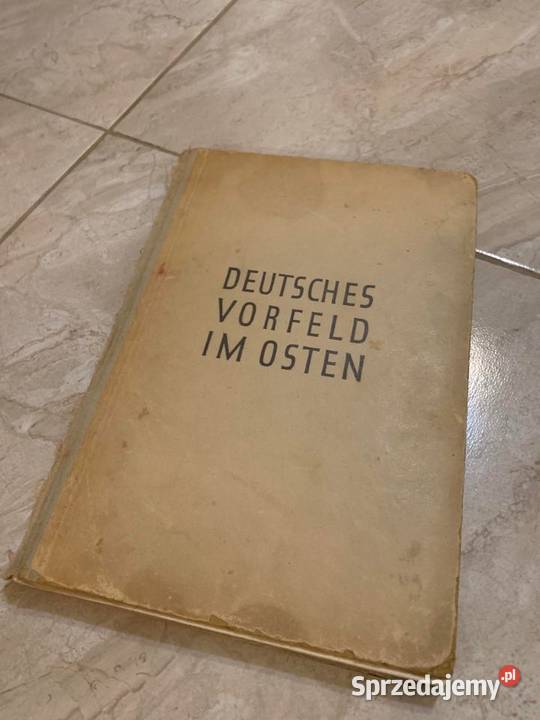 DEUTSCHES
VORFELD
IM OSTEN
Sprzedajemy.pl